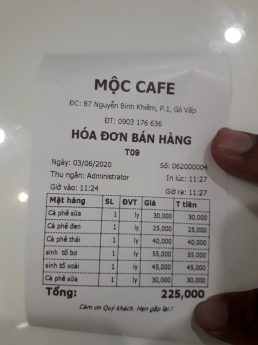 MỘC CAFE
ĐC: 87 Nguyễn Bỉnh Khiêm, P.1, Gò Vấp
ĐT: 0903 176 636
HÓA ĐƠN BÁN HÀNG
T09
Ngày: 03/06/2020 Số: 062000004
Thu ngân: Administrator In lúc: 11:27
Giờ vào: 11:24 Giờ ra: 11:27
Mặt hàng SL ĐVT Giá T tiền
Cà phê sữa 1 ly 30,000 30,000
Cà phê đen 1 ly 25,000 25,000
Cà phê thái 1 ly 40,000 40,000
sinh tố bơ 1 ly 55,000 55,000
sinh tố xoài 1 ly 45,000 45,000
Cà phê sữa 1 ly 30,000 30,000
Tổng: 225,000
Cảm ơn Quý khách. Hẹn gặp lại.!